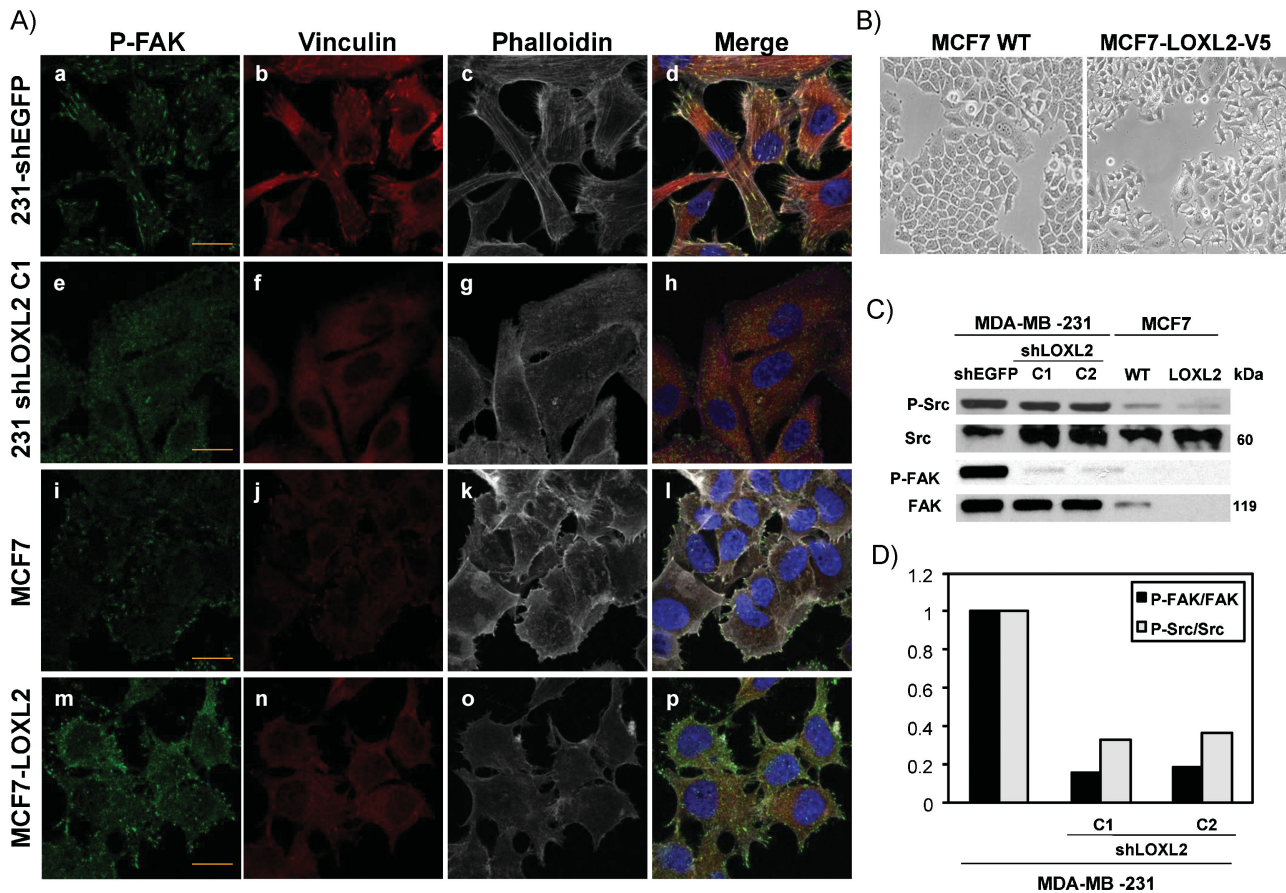 A)
P-FAK Vinculin Phalloidin Merge
231-shEGFP
a b c d
231 shLOXL2 C1
e f g h
MCF7
i j k l
MCF7-LOXL2
m n o p
B)
MCF7 WT MCF7-LOXL2-V5
C)
MDA-MB -231 MCF7
shLOXL2
shEGFP C1 C2 WT LOXL2 kDa
P-Src
Src 60
P-FAK
FAK 119
D)
1.2
1
0.8
0.6
0.4
0.2
0
P-FAK/FAK
P-Src/Src
C1 C2
shLOXL2
MDA-MB -231